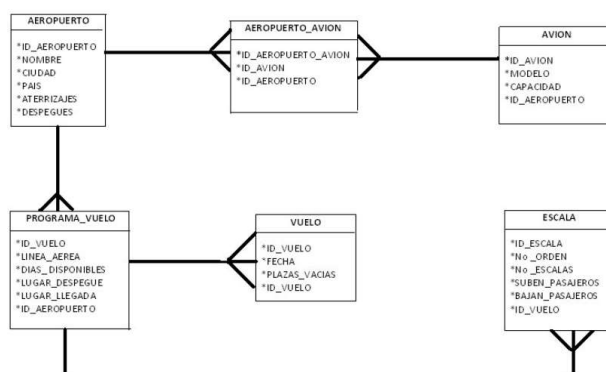 AEROPUERTO
*ID_AEROPUERTO
*NOMBRE
*CIUDAD
*PAIS
*ATERRIZAJES
*DESPEGUES
AEROPUERTO_AVION
*ID_AEROPUERTO_AVION
*ID_AVION
*ID_AEROPUERTO
AVION
*ID_AVION
*MODELO
*CAPACIDAD
*ID_AEROPUERTO
PROGRAMA_VUELO
*ID_VUELO
*LINEA_AEREA
*DIAS_DISPONIBLES
*LUGAR_DESPEGUE
*LUGAR_LLEGADA
*ID_AEROPUERTO
VUELO
*ID_VUELO
*FECHA
*PLAZAS_VACIAS
*ID_VUELO
ESCALA
*ID_ESCALA
*No_ORDEN
*No_ESCALAS
*SUBEN_PASAJEROS
*BAJAN_PASAJEROS
*ID_VUELO